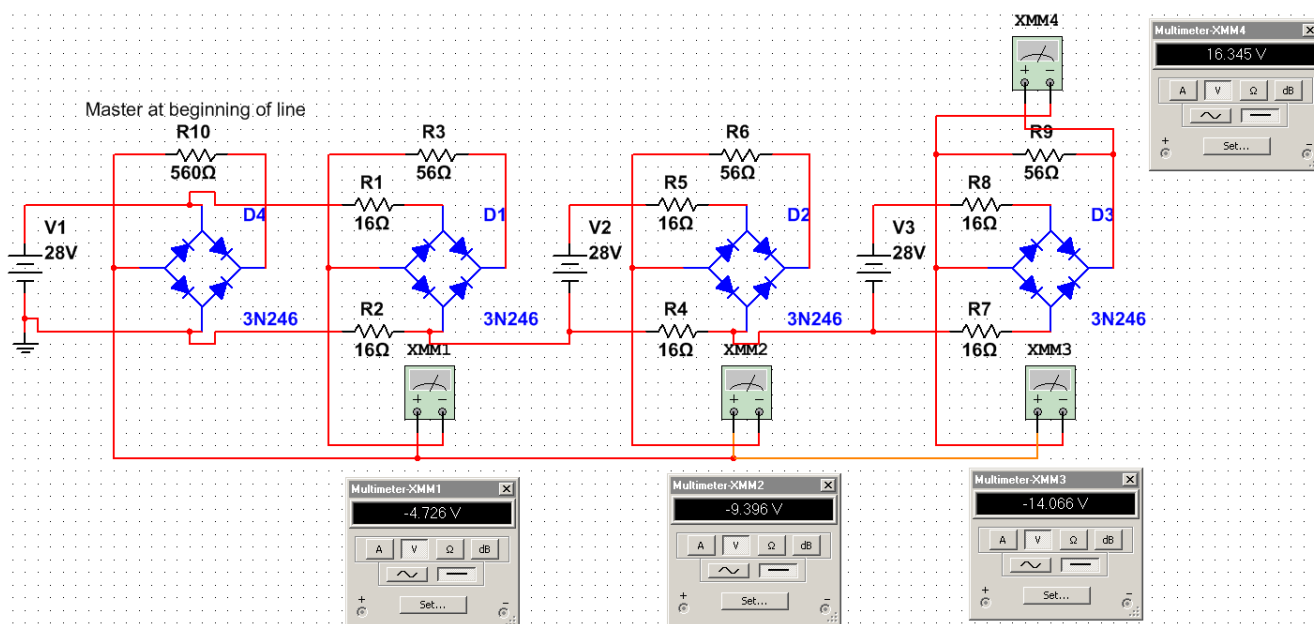 XMM4
Multimeter-XMM4
16.345 V
A V Ω dB
Set...
+ -
Master at beginning of line
R10
560Ω
R3
56Ω
R6
56Ω
R9
56Ω
R1
16Ω
R5
16Ω
R8
16Ω
V1
28V
D4
D1
V2
28V
D2
V3
28V
D3
3N246
R2
16Ω
3N246
R4
16Ω
3N246
R7
16Ω
3N246
XMM1
XMM2
XMM3
Multimeter-XMM1
-4.726 V
A V Ω dB
Set...
+ -
Multimeter-XMM2
-9.396 V
A V Ω dB
Set...
+ -
Multimeter-XMM3
-14.066 V
A V Ω dB
Set...
+ -